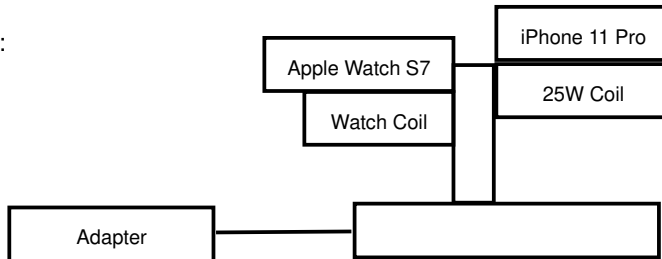 :
iPhone 11 Pro
Apple Watch S7
25W Coil
Watch Coil
Adapter